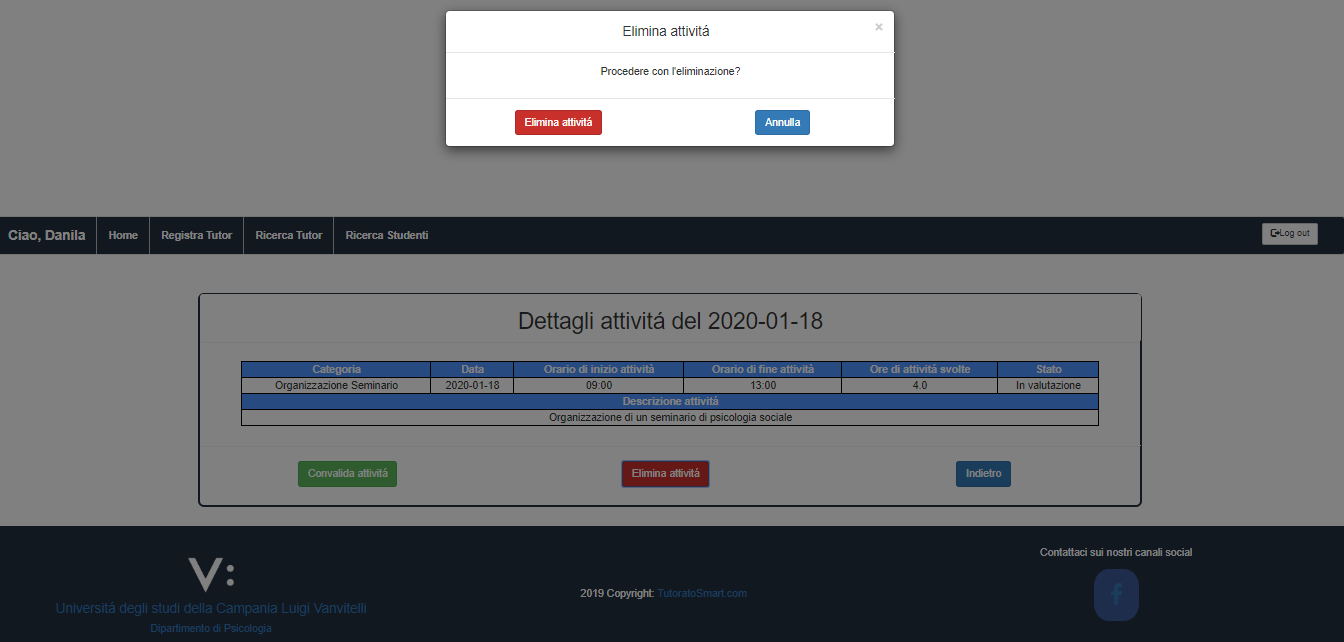 Elimina attivitá
×
Procedere con l'eliminazione?
Elimina attivitá Annulla
Ciao, Danila Home Registra Tutor Ricerca Tutor Ricerca Studenti Log out
Dettagli attivitá del 2020-01-18
Categoria Data Orario di inizio attività Orario di fine attività Ore di attività svolte Stato
Organizzazione Seminario 2020-01-18 09:00 13:00 4.0 In valutazione
Descrizione attivitá
Organizzazione di un seminario di psicologia sociale
Convalida attivitá Elimina attivitá Indietro
V:
Universitá degli studi della Campania Luigi Vanvitelli
Dipartimento di Psicologia
2019 Copyright: TutoratoSmart.com
Contattaci sui nostri canali social
f